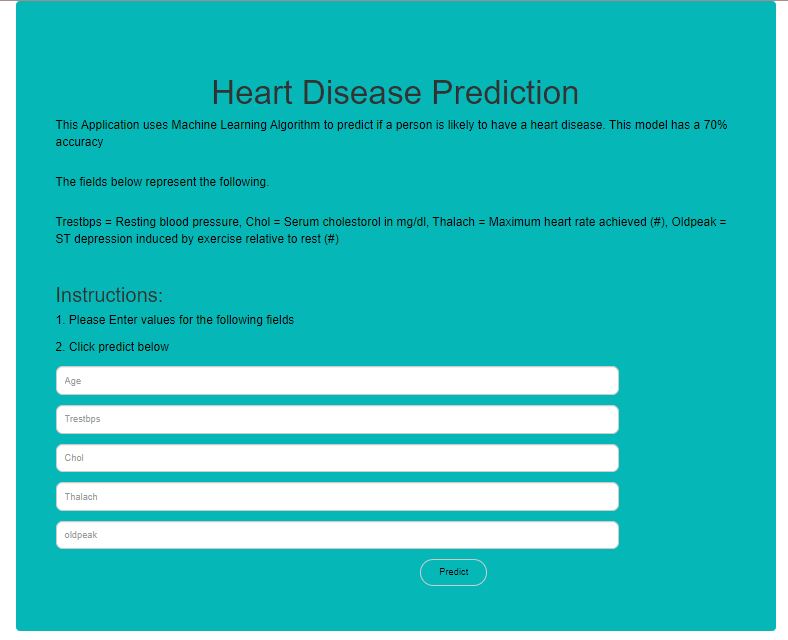 Heart Disease Prediction
This Application uses Machine Learning Algorithm to predict if a person is likely to have a heart disease. This model has a 70%
accuracy
The fields below represent the following.
Trestbps = Resting blood pressure, Chol = Serum cholestorol in mg/dl, Thalach = Maximum heart rate achieved (#), Oldpeak =
ST depression induced by exercise relative to rest (#)
Instructions:
1. Please Enter values for the following fields
2. Click predict below
Age
Trestbps
Chol
Thalach
oldpeak
Predict